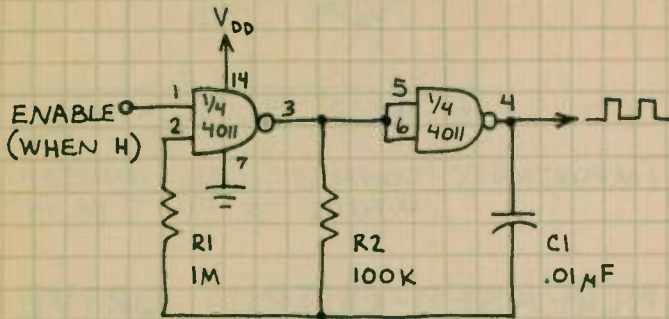 VDD
14
1
1/4
4011
3
ENABLE
2
(WHEN H)
7
5
1/4
6
4011
4
R1
1M
R2
100K
C1
.01µF